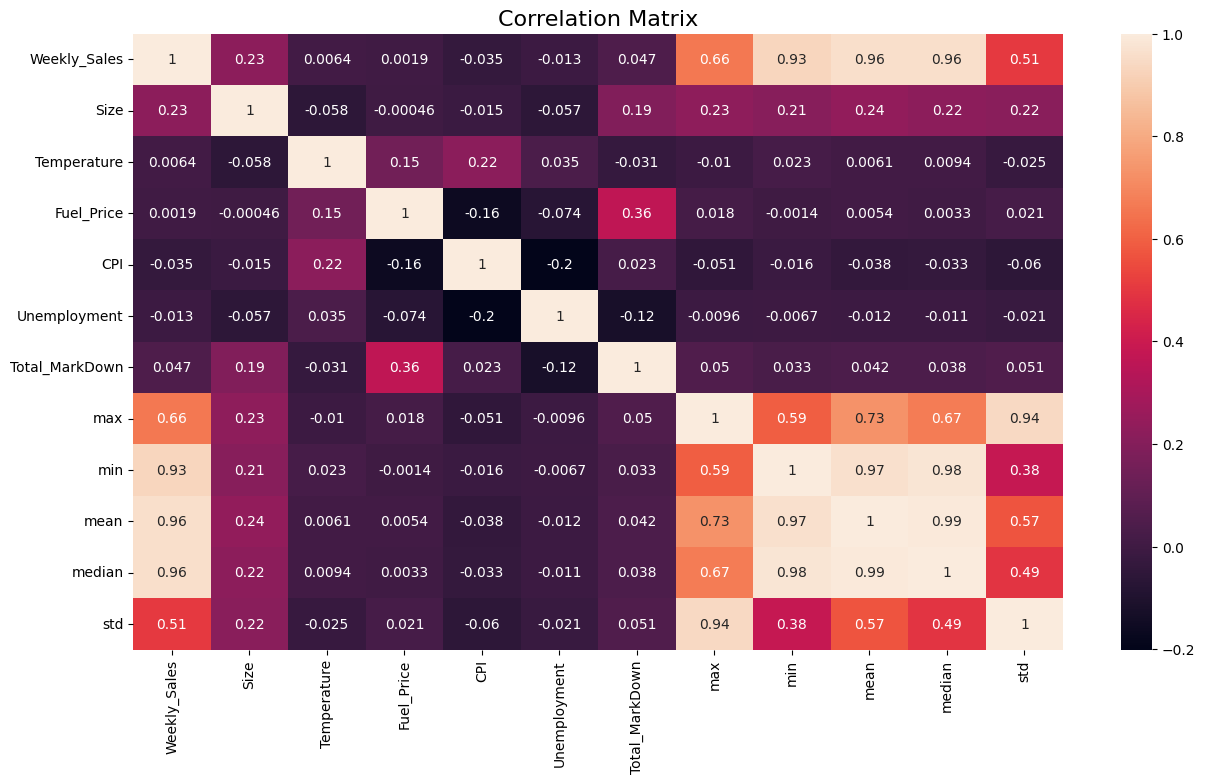 Correlation Matrix
Weekly_Sales 1 0.23 0.0064 0.0019 -0.035 -0.013 0.047 0.66 0.93 0.96 0.96 0.51
Size 0.23 1 -0.058 -0.00046 -0.015 -0.057 0.19 0.23 0.21 0.24 0.22 0.22
Temperature 0.0064 -0.058 1 0.15 0.22 0.035 -0.031 -0.01 0.023 0.0061 0.0094 -0.025
Fuel_Price 0.0019 -0.00046 0.15 1 -0.16 -0.074 0.36 0.018 -0.0014 0.0054 0.0033 0.021
CPI -0.035 -0.015 0.22 -0.16 1 -0.2 0.023 -0.051 -0.016 -0.038 -0.033 -0.06
Unemployment -0.013 -0.057 0.035 -0.074 -0.2 1 -0.12 -0.0096 -0.0067 -0.012 -0.011 -0.021
Total_MarkDown 0.047 0.19 -0.031 0.36 0.023 -0.12 1 0.05 0.033 0.042 0.038 0.051
max 0.66 0.23 -0.01 0.018 -0.051 -0.0096 0.05 1 0.59 0.73 0.67 0.94
min 0.93 0.21 0.023 -0.0014 -0.016 -0.0067 0.033 0.59 1 0.97 0.98 0.38
mean 0.96 0.24 0.0061 0.0054 -0.038 -0.012 0.042 0.73 0.97 1 0.99 0.57
median 0.96 0.22 0.0094 0.0033 -0.033 -0.011 0.038 0.67 0.98 0.99 1 0.49
std 0.51 0.22 -0.025 0.021 -0.06 -0.021 0.051 0.94 0.38 0.57 0.49 1
Weekly_Sales Size Temperature Fuel_Price CPI Unemployment Total_MarkDown max min mean median std
1.0
0.8
0.6
0.4
0.2
0.0
−0.2